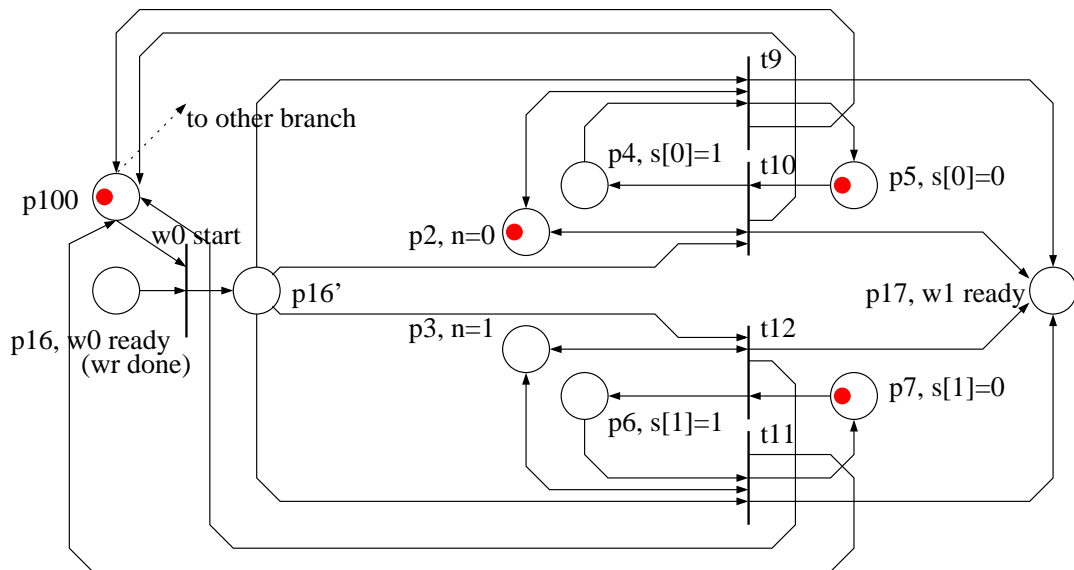 t9
to other branch
p4, s[0]=1
t10
p5, s[0]=0
p100
w0 start
p2, n=0
p16’
p17, w1 ready
p3, n=1
t12
p16, w0 ready
(wr done)
p7, s[1]=0
p6, s[1]=1
t11